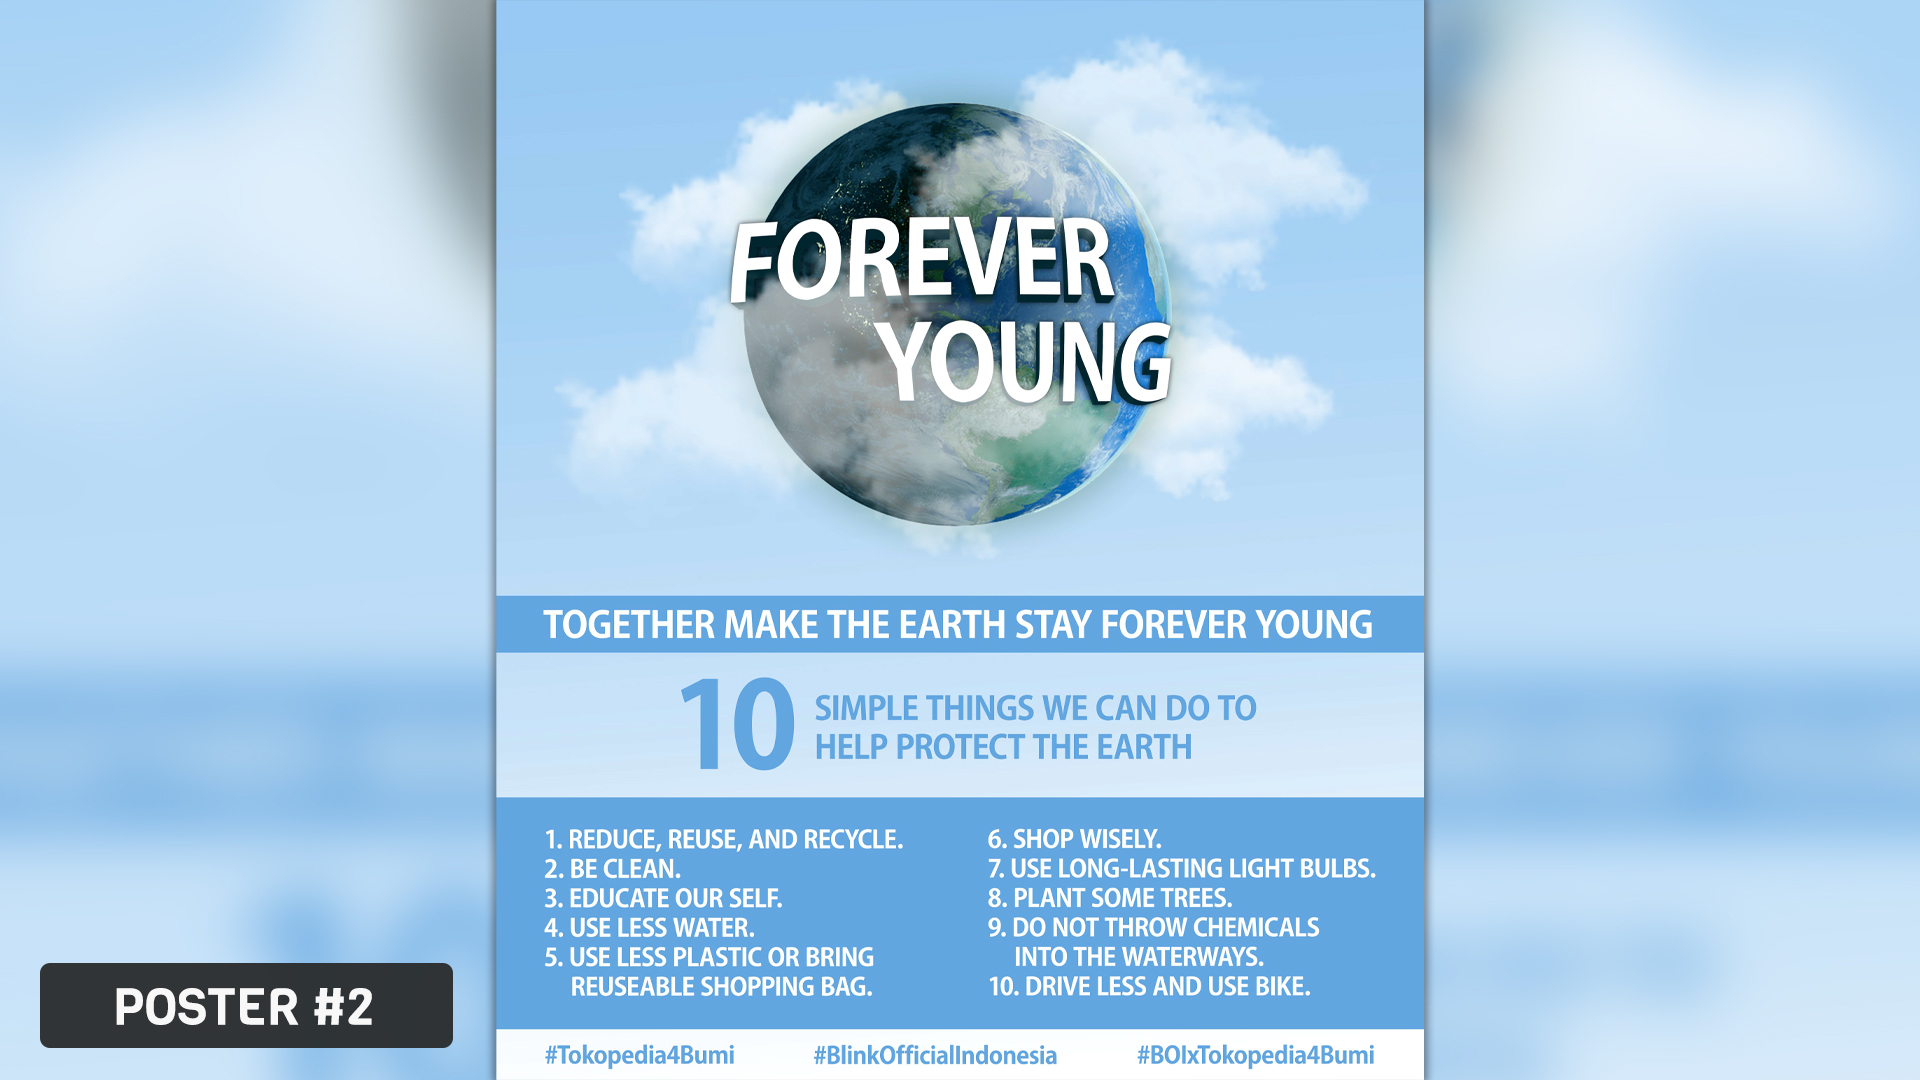 FOREVER
YOUNG
TOGETHER MAKE THE EARTH STAY FOREVER YOUNG
10
SIMPLE THINGS WE CAN DO TO
HELP PROTECT THE EARTH
1. REDUCE, REUSE, AND RECYCLE.
2. BE CLEAN.
3. EDUCATE OUR SELF.
4. USE LESS WATER.
5. USE LESS PLASTIC OR BRING
REUSEABLE SHOPPING BAG.
6. SHOP WISELY.
7. USE LONG-LASTING LIGHT BULBS.
8. PLANT SOME TREES.
9. DO NOT THROW CHEMICALS
INTO THE WATERWAYS.
10. DRIVE LESS AND USE BIKE.
#Tokopedia4Bumi
#BlinkOfficialIndonesia
#BOIxTokopedia4Bumi
POSTER #2